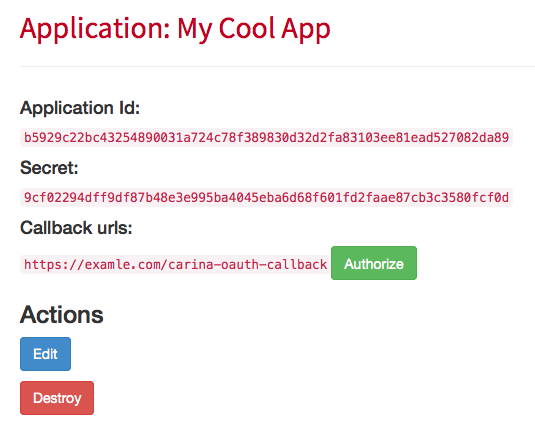 Application: My Cool App
Application Id:
b5929c22bc43254890031a724c78f389830d32d2fa83103ee81ead527082da89
Secret:
9cf02294dff9df87b48e3e995ba4045eba6d68f601fd2faae87cb3c3580fcf0d
Callback urls:
https://examle.com/carina-oauth-callback Authorize
Actions
Edit
Destroy